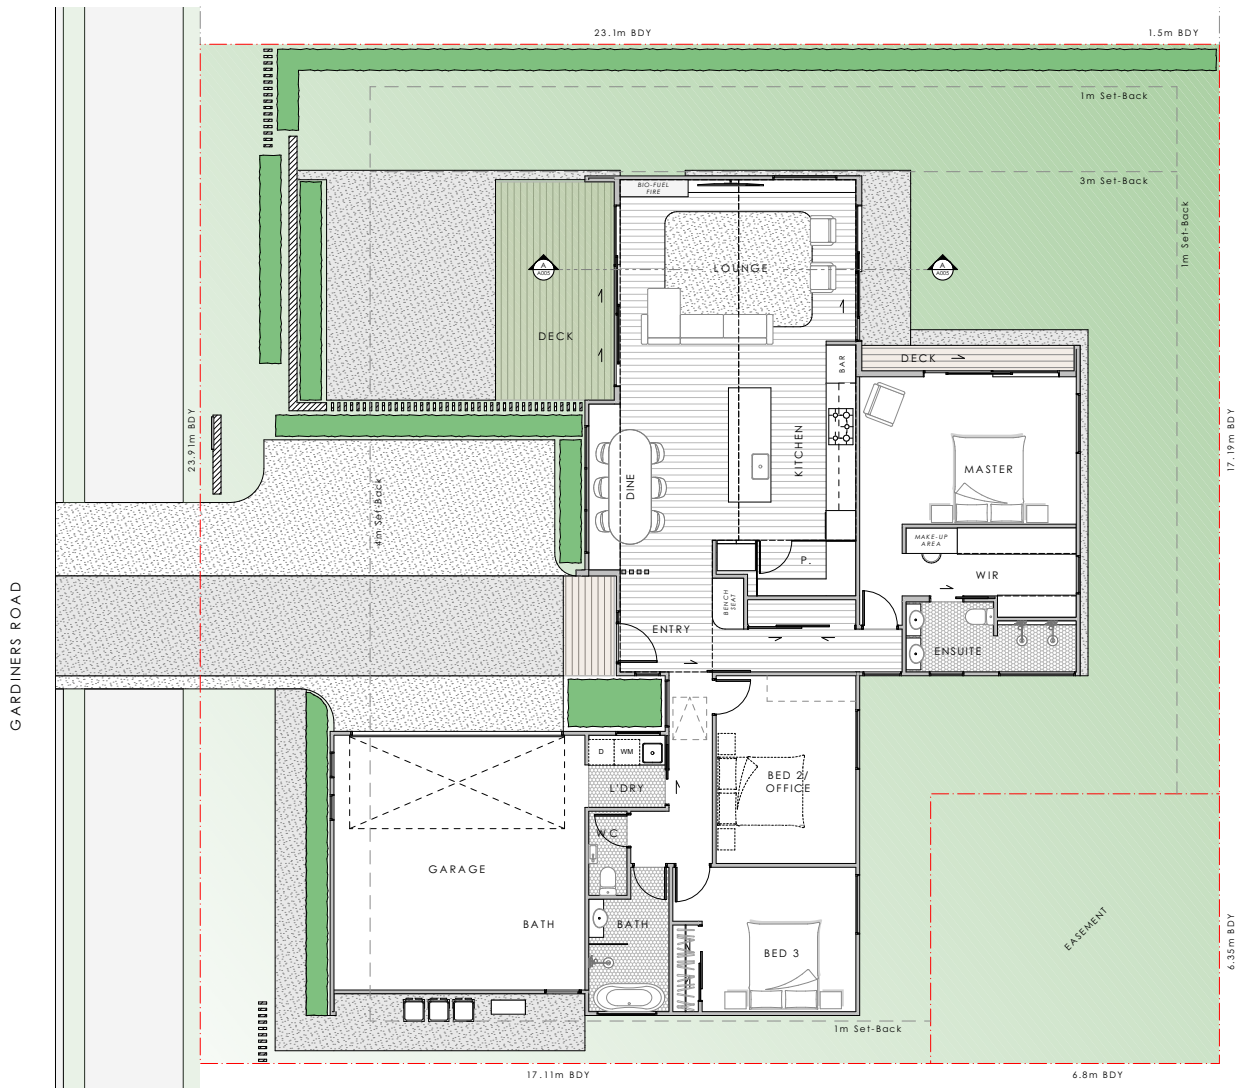 23.1m BDY
1.5m BDY
1m Set-Back
3m Set-Back
1m Set-Back
BIO-FUEL
FIRE
A
A005
LOUNGE
A
A005
DECK
DECK
BAR
23.91m BDY
17.19m BDY
KITCHEN
DINE
MASTER
4m Set-Back
MAKE-UP
AREA
P.
WIR
BENCH
SEAT
GARDINERS ROAD
ENTRY
ENSUITE
D
WM
L'DRY
BED 2/
OFFICE
WC
GARAGE
BATH
BATH
EASEMENT
6.35m BDY
BED 3
1m Set-Back
17.11m BDY
6.8m BDY